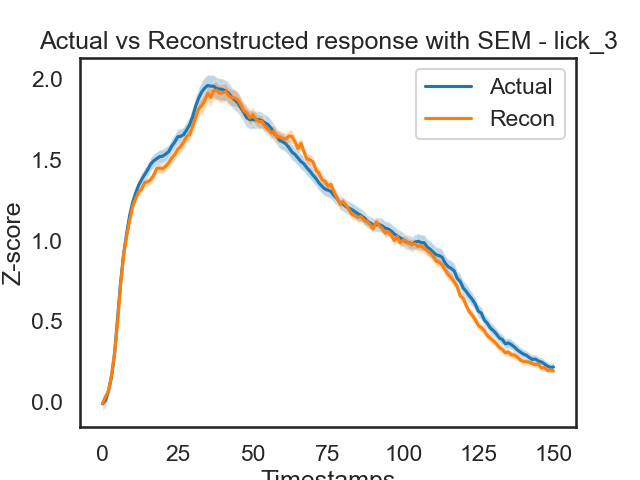 Actual vs Reconstructed response with SEM - lick_3
Actual
Recon
Z-score
2.0
1.5
1.0
0.5
0.0
0 25 50 75 100 125 150
Timestamps